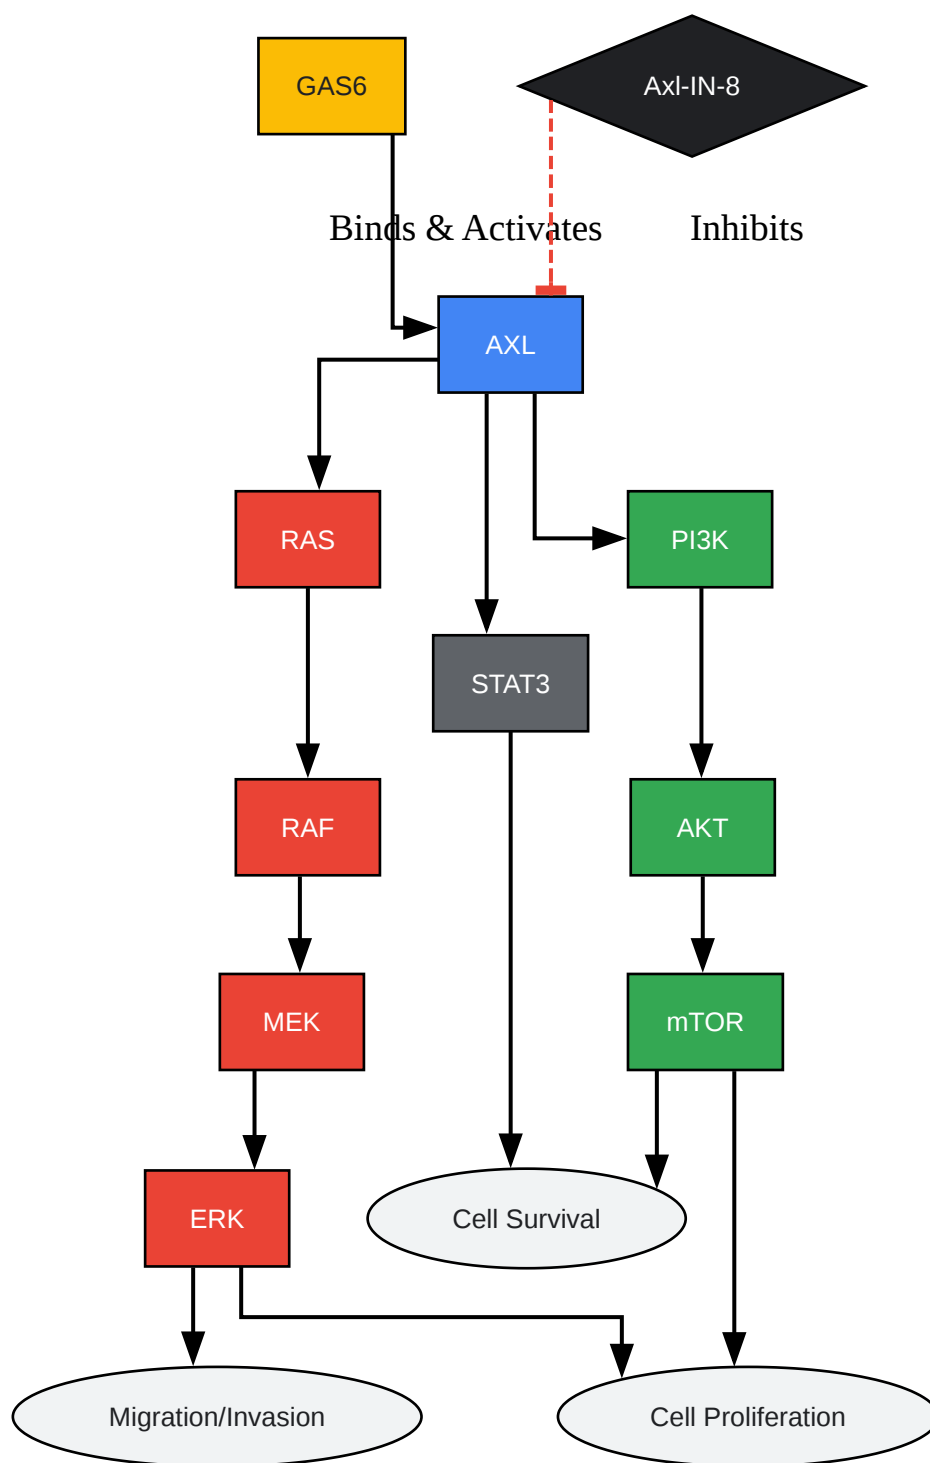 GAS6
Axl-IN-8
Binds & Activates
Inhibits
AXL
RAS
PI3K
STAT3
RAF
AKT
MEK
mTOR
ERK
Cell Survival
Migration/Invasion
Cell Proliferation